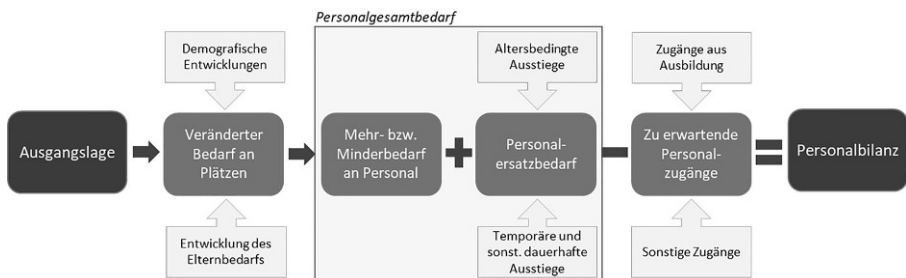 Personalgesamtbedarf
Demografische
Entwicklungen
Altersbedingte
Ausstiege
Zugänge aus
Ausbildung
Ausgangslage
Veränderter
Bedarf an
Plätzen
Mehr- bzw.
Minderbedarf
an Personal
Personal-
ersatzbedarf
Zu erwartende
Personal-
zugänge
Personalbilanz
Entwicklung des
Elternbedarfs
Temporäre und
sonst. dauerhafte
Ausstiege
Sonstige Zugänge